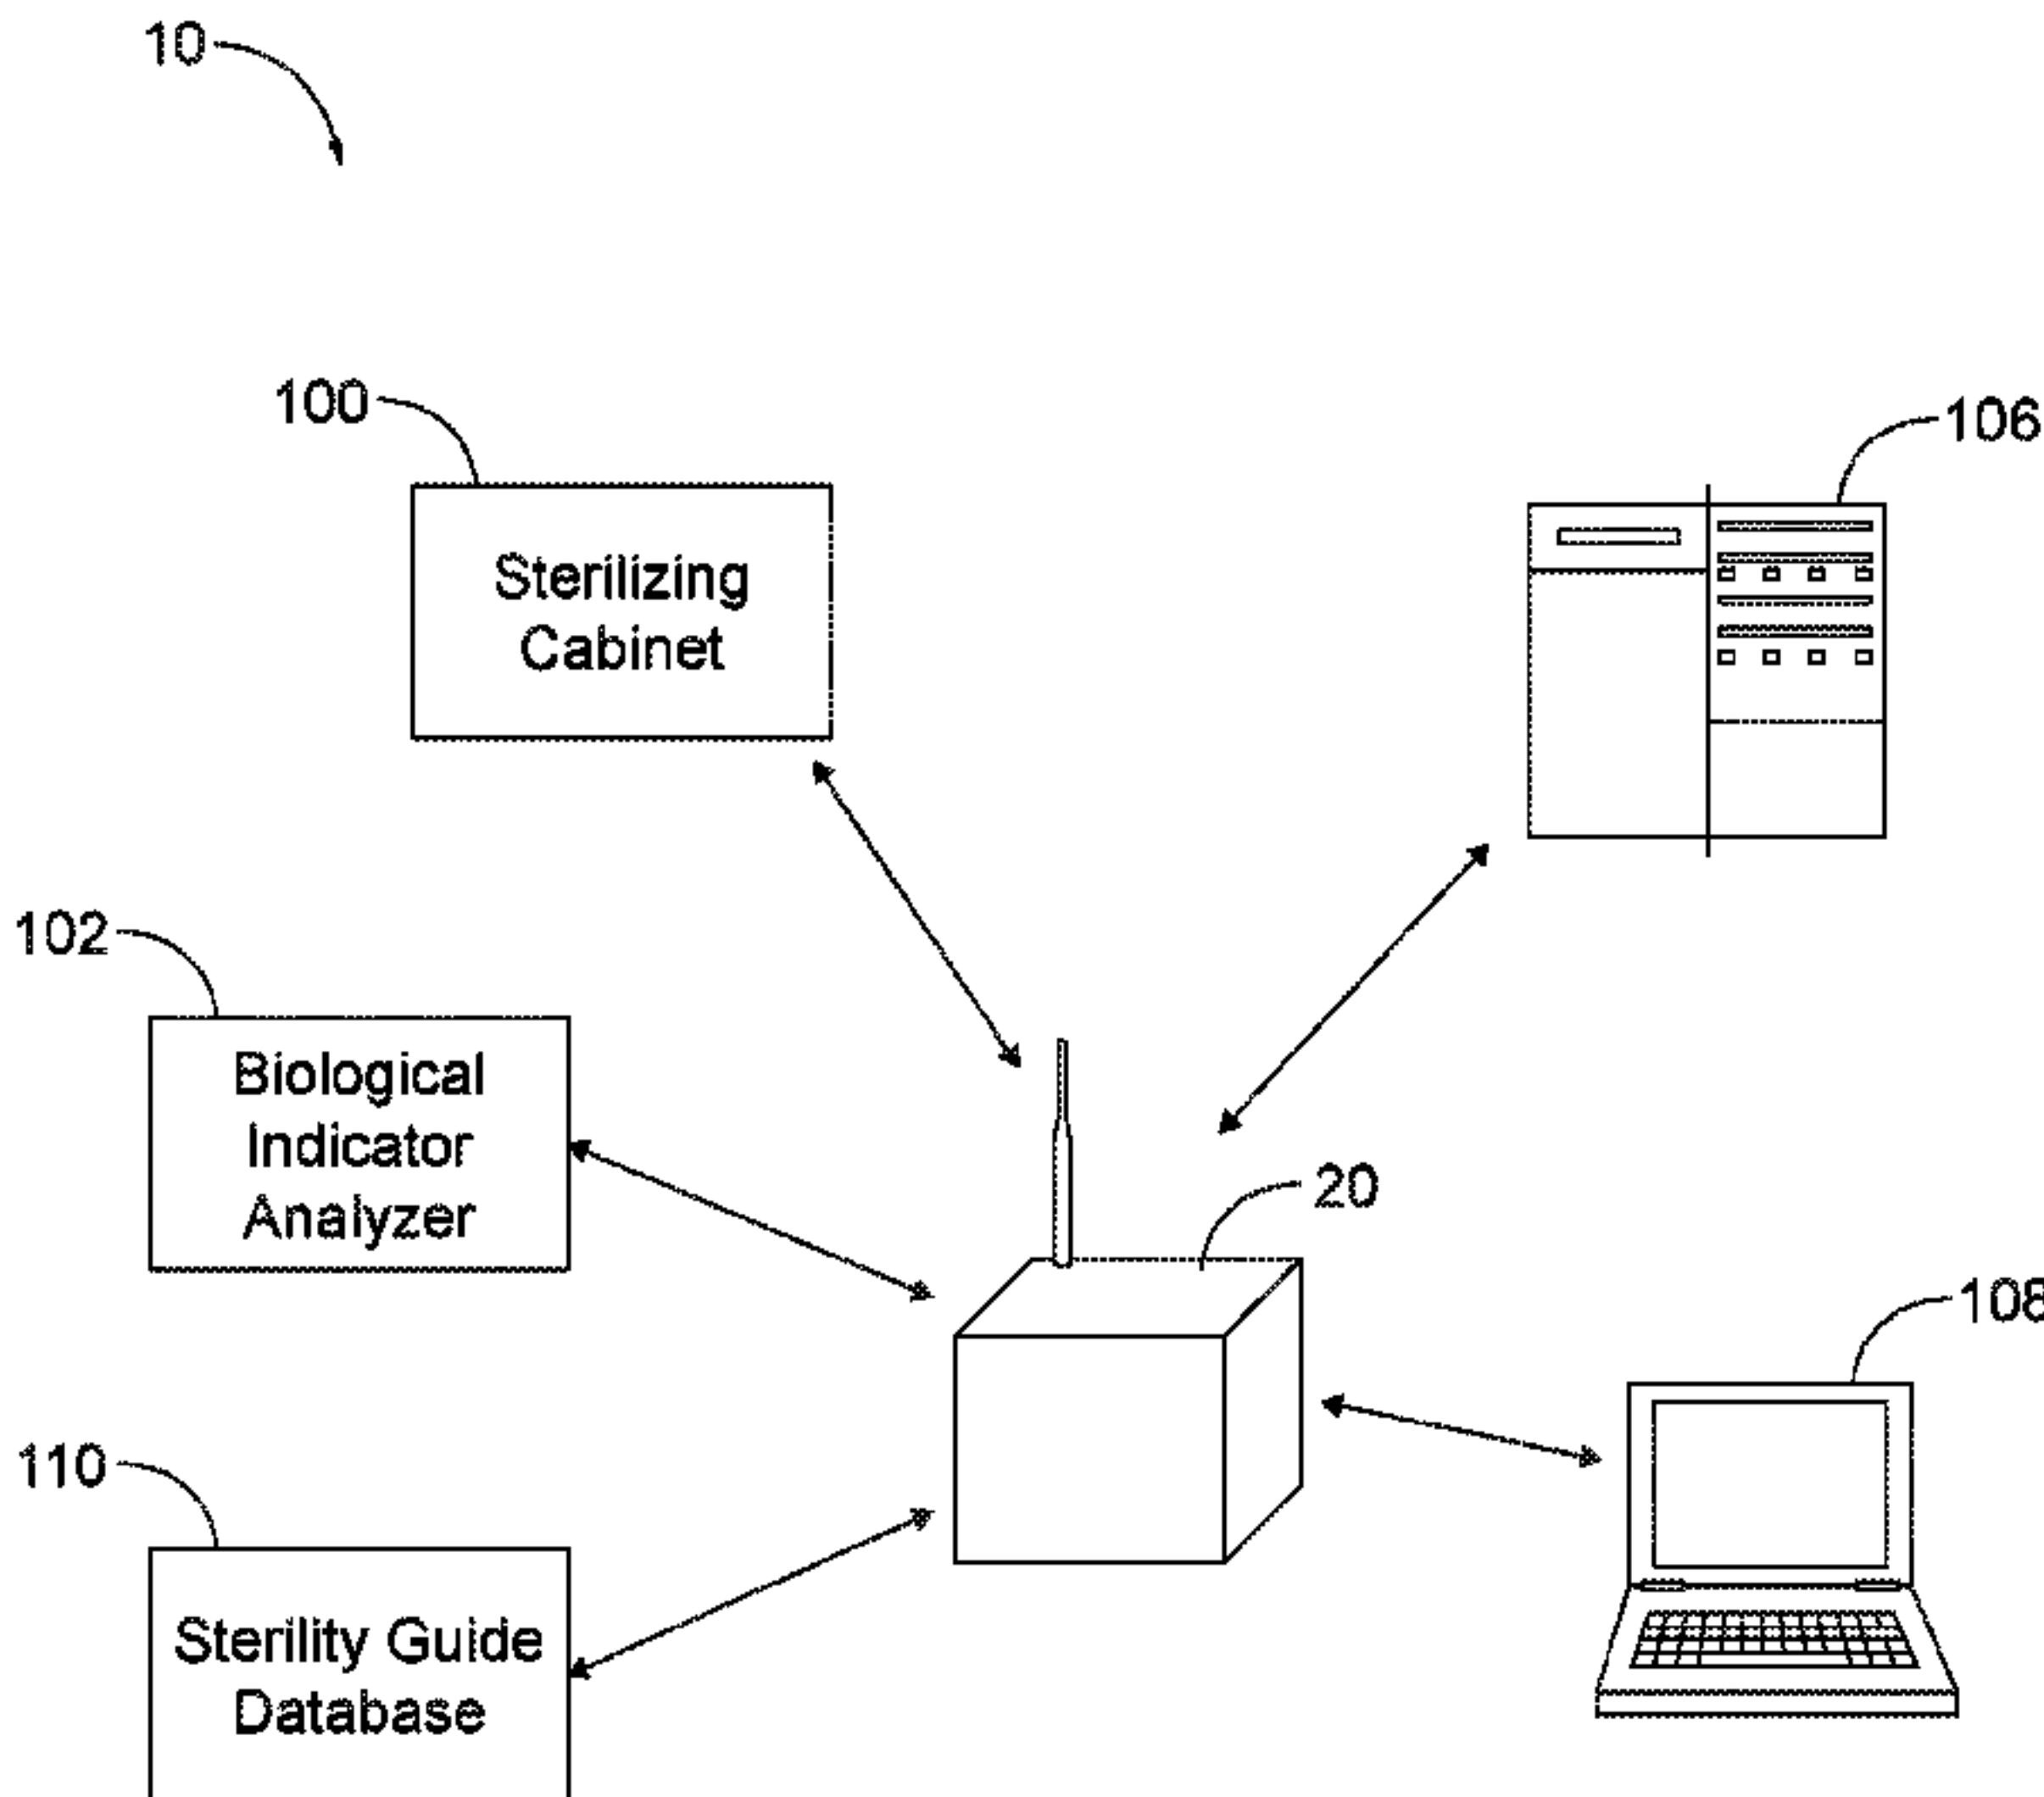 10
100
106
Sterilizing
Cabinet
102
Biological
Indicator
Analyzer
20
108
110
Sterility Guide
Database